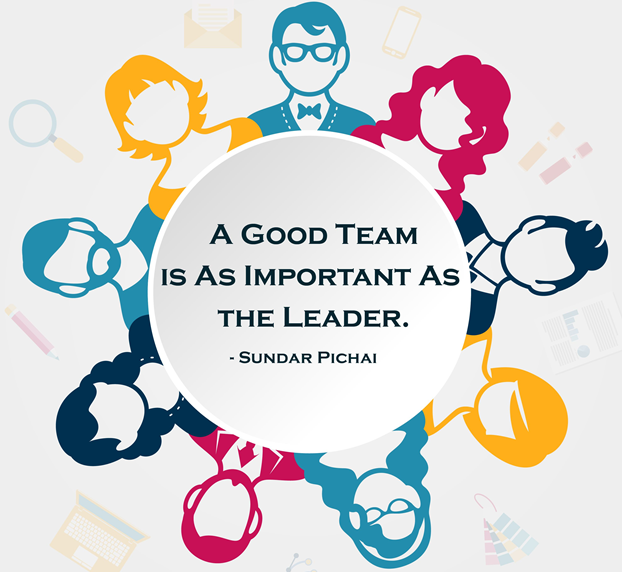 A Good Team
is As Important As
the Leader.
- Sundar Pichai